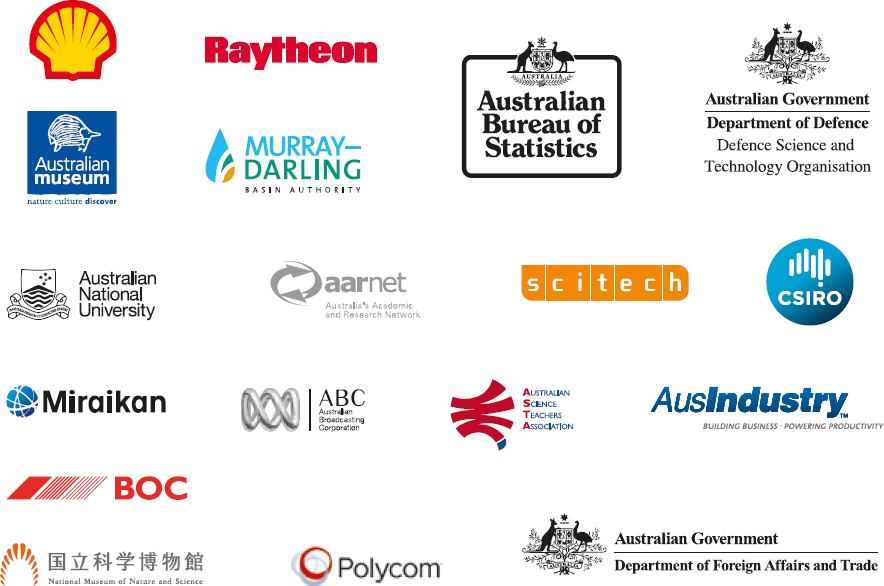 Raytheon
AUSTRALIA
Australian
Bureau of
Statistics
Australian Government
Department of Defence
Defence Science and
Technology Organisation
Australian
museum
nature culture discover
MURRAY–
DARLING
BASIN AUTHORITY
Australian
National
University
aarnet
Australia's Academic
and Research Network
scitech
CSIRO
Miraikan
ABC
Australian
Broadcasting
Corporation
AUSTRALIAN
SCIENCE
TEACHERS
ASSOCIATION
AusIndustry™
BUILDING BUSINESS · POWERING PRODUCTIVITY
BOC
国立科学博物館
National Museum of Nature and Science
Polycom
Australian Government
Department of Foreign Affairs and Trade